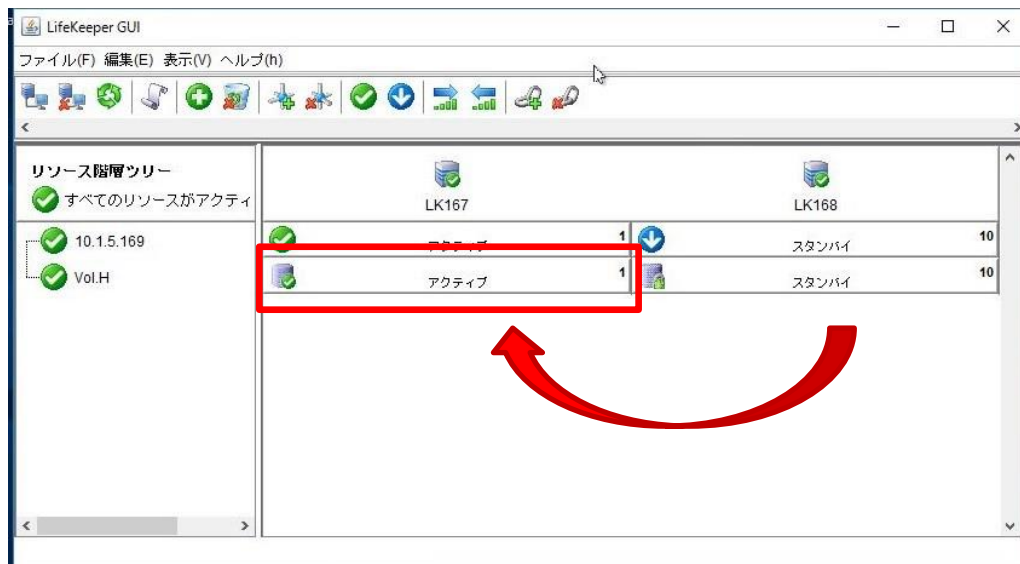 LifeKeeper GUI
ファイル(F) 編集(E) 表示(V) ヘルプ(h)
リソース階層ツリー
すべてのリソースがアクティ
LK167
LK168
10.1.5.169
1
スタンバイ
10
Vol.H
アクティブ
1
スタンバイ
10